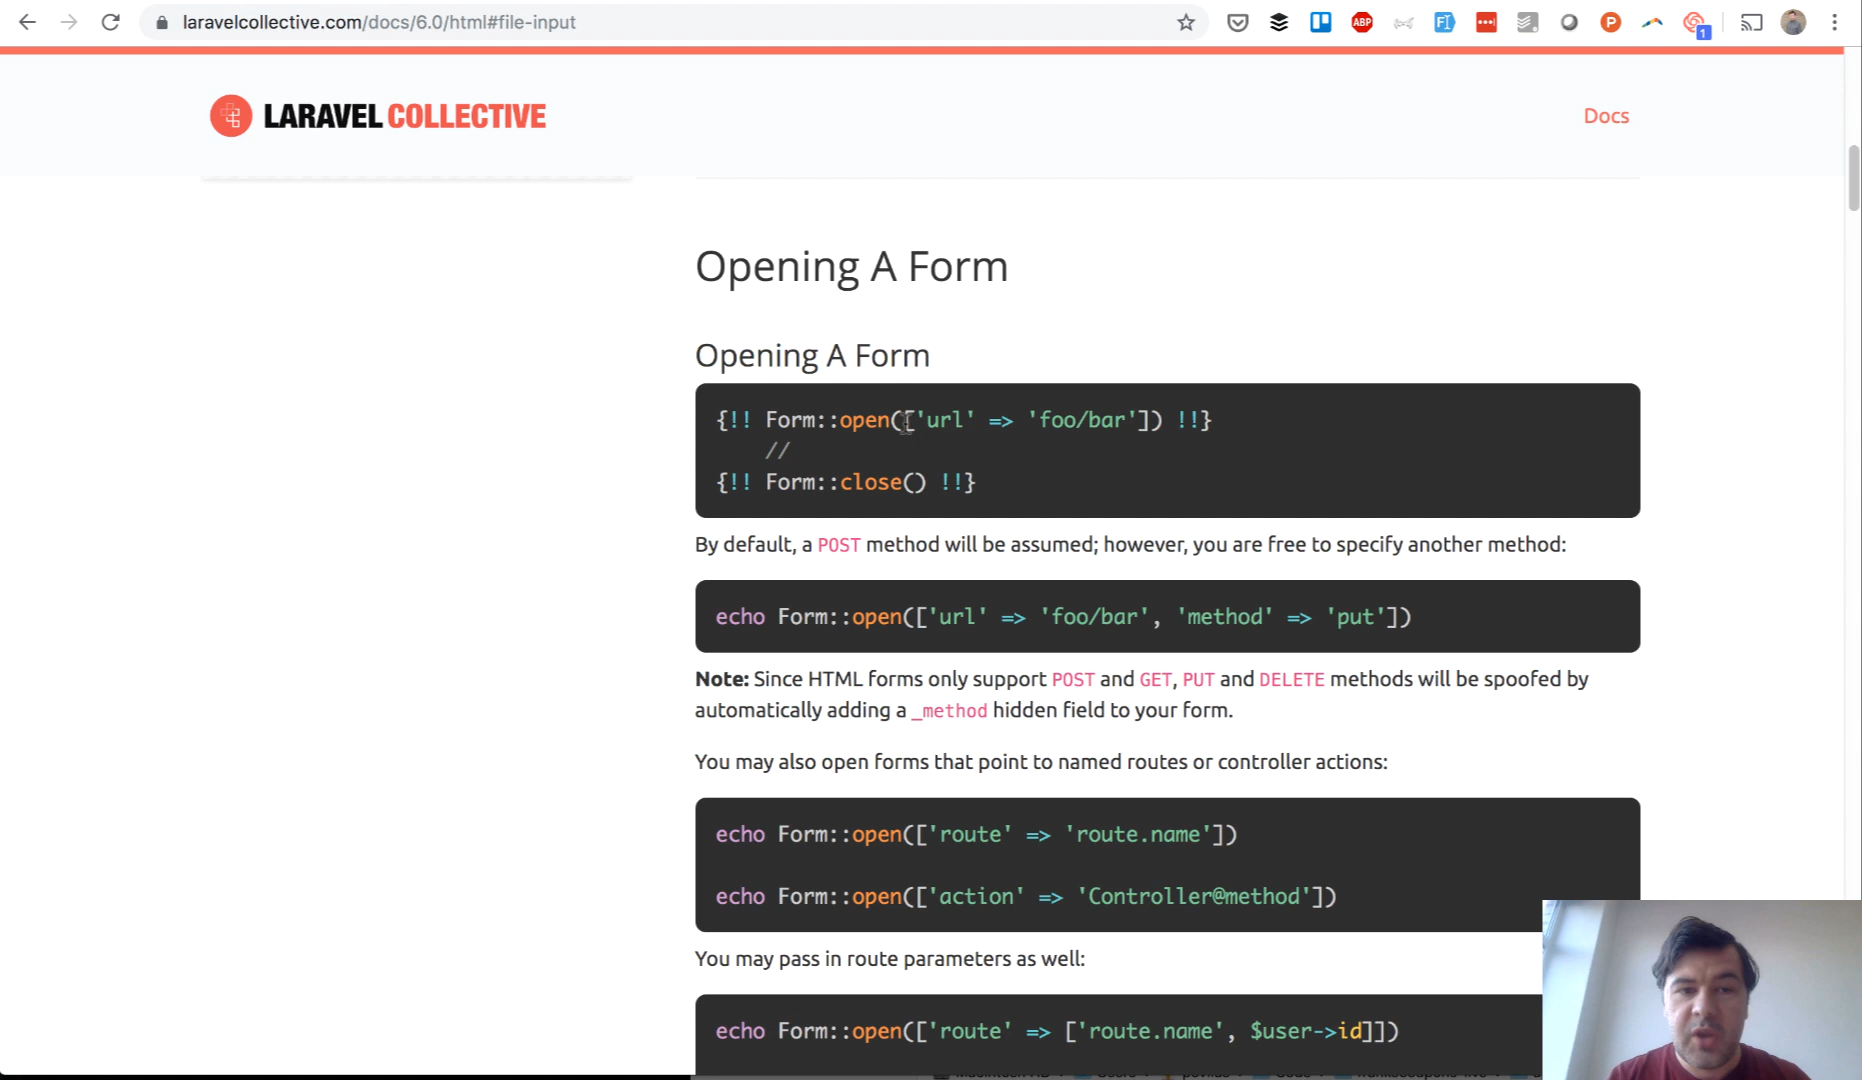 laravelcollective.com/docs/6.0/html#file-input
ABP
P
1
LARAVEL COLLECTIVE
Docs
Opening A Form
Opening A Form
{!! Form::open(['url' => 'foo/bar']) !!}
//
{!! Form::close() !!}
By default, a POST method will be assumed; however, you are free to specify another method:
echo Form::open(['url' => 'foo/bar', 'method' => 'put'])
Note: Since HTML forms only support POST and GET, PUT and DELETE methods will be spoofed by
automatically adding a _method hidden field to your form.
You may also open forms that point to named routes or controller actions:
echo Form::open(['route' => 'route.name'])
echo Form::open(['action' => 'Controller@method'])
You may pass in route parameters as well:
echo Form::open(['route' => ['route.name', $user->id]])